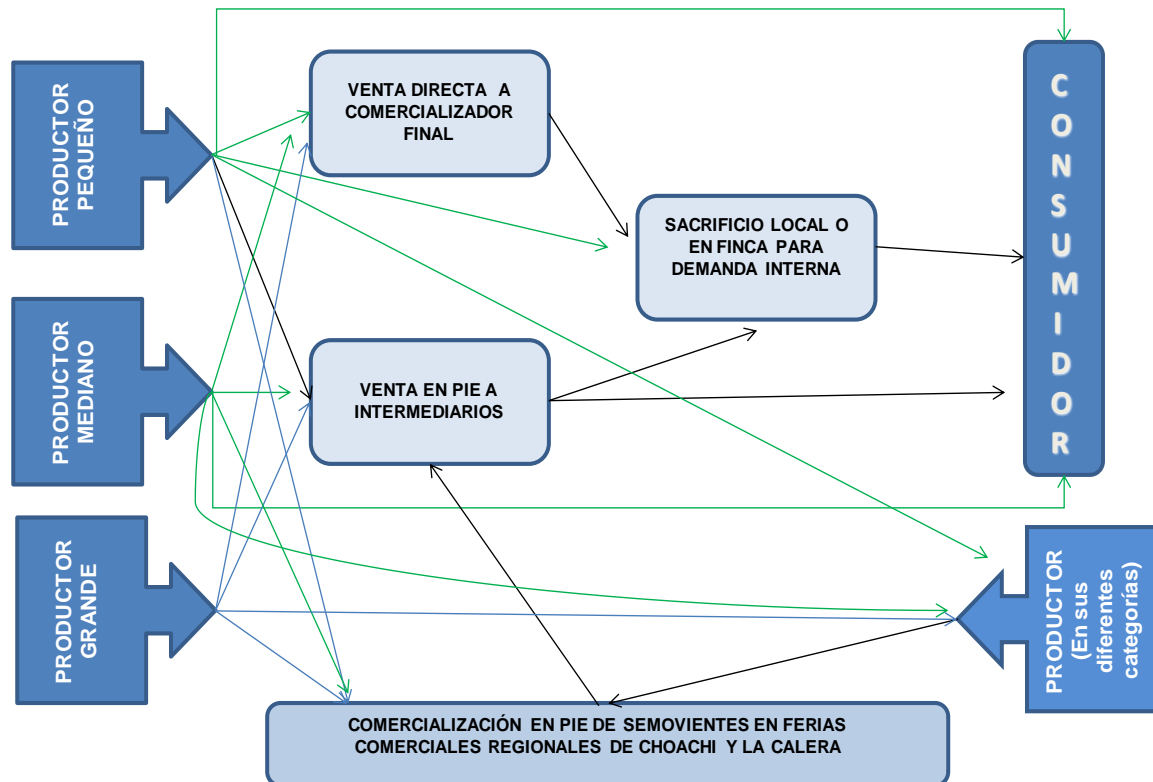 PRODUCTOR
PEQUEÑO
VENTA DIRECTA A
COMERCIALIZADOR
FINAL
CONSUMIDOR
SACRIFICIO LOCAL O
EN FINCA PARA
DEMANDA INTERNA
PRODUCTOR
MEDIANO
VENTA EN PIE A
INTERMEDIARIOS
PRODUCTOR
GRANDE
PRODUCTOR
(En sus
diferentes
categorías)
COMERCIALIZACIÓN EN PIE DE SEMOVIENTES EN FERIAS
COMERCIALES REGIONALES DE CHOACHI Y LA CALERA